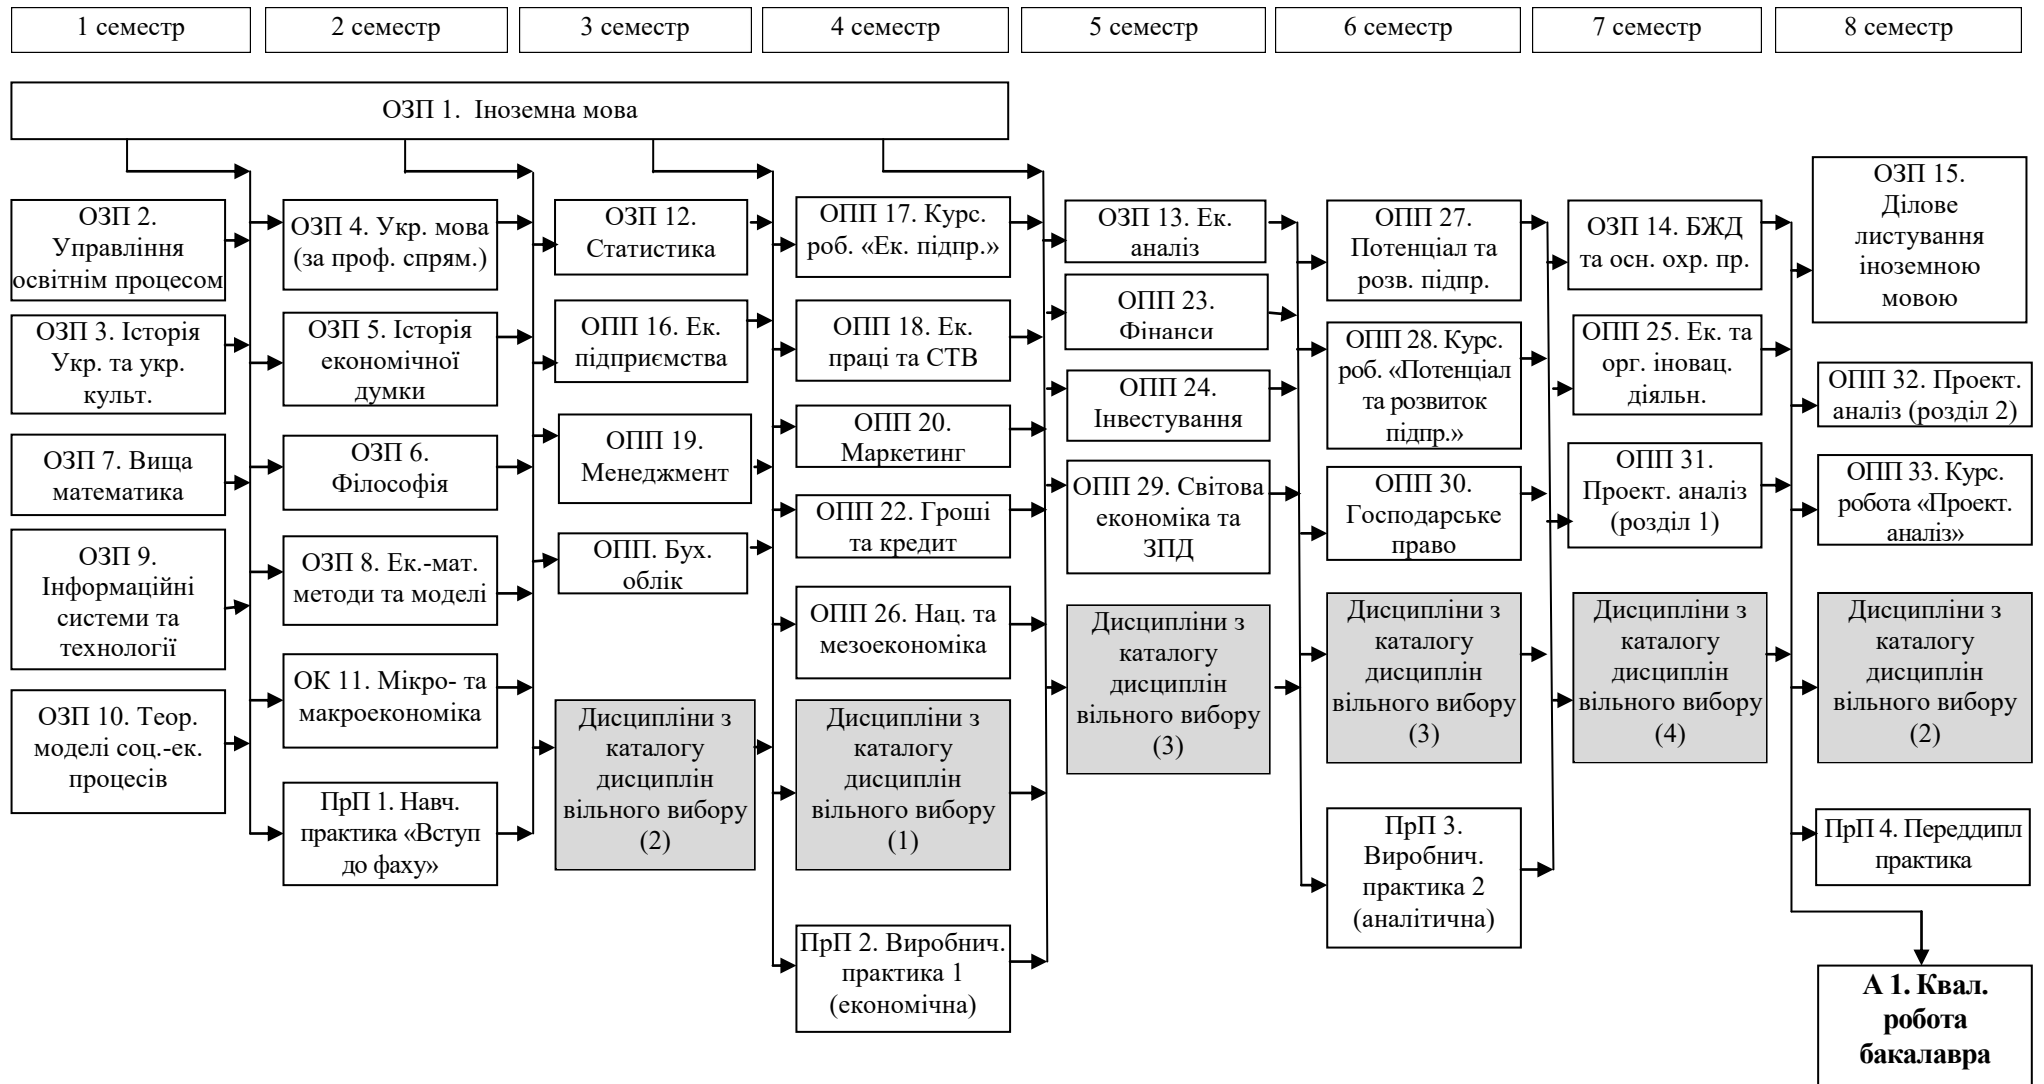 1 семестр
2 семестр
3 семестр
4 семестр
5 семестр
6 семестр
7 семестр
8 семестр
ОЗП 1. Іноземна мова
ОЗП 2.
Управління
освітнім процесом
ОЗП 3. Історія
Укр. та укр.
культ.
ОЗП 7. Вища
математика
ОЗП 9.
Інформаційні
системи та
технології
ОЗП 10. Теор.
моделі соц.-ек.
процесів
ОЗП 4. Укр. мова
(за проф. спрям.)
ОЗП 5. Історія
економічної
думки
ОЗП 6.
Філософія
ОЗП 8. Ек.-мат.
методи та моделі
ОК 11. Мікро- та
макроекономіка
ПрП 1. Навч.
практика «Вступ
до фаху»
ОЗП 12.
Статистика
ОПП 16. Ек.
підприємства
ОПП 19.
Менеджмент
ОПП. Бух.
облік
Дисципліни з
каталогу
дисциплін
вільного вибору
(2)
ОПП 17. Курс.
роб. «Ек. підпр.»
ОПП 18. Ек.
праці та СТВ
ОПП 20.
Маркетинг
ОПП 22. Гроші
та кредит
ОПП 26. Нац. та
мезоекономіка
Дисципліни з
каталогу
дисциплін
вільного вибору
(1)
ПрП 2. Виробнич.
практика 1
(економічна)
ОЗП 13. Ек.
аналіз
ОПП 23.
Фінанси
ОПП 24.
Інвестування
ОПП 29. Світова
економіка та
ЗПД
Дисципліни з
каталогу
дисциплін
вільного вибору
(3)
ОПП 27.
Потенціал та
розв. підпр.
ОПП 28. Курс.
роб. «Потенціал
та розвиток
підпр.»
ОПП 30.
Господарське
право
Дисципліни з
каталогу
дисциплін
вільного вибору
(3)
ПрП 3.
Виробнич.
практика 2
(аналітична)
ОЗП 14. БЖД
та осн. охр. пр.
ОПП 25. Ек. та
орг. іновац.
діяльн.
ОПП 31.
Проект. аналіз
(розділ 1)
Дисципліни з
каталогу
дисциплін
вільного вибору
(4)
ОЗП 15.
Ділове
листування
іноземною
мовою
ОПП 32. Проект.
аналіз (розділ 2)
ОПП 33. Курс.
робота «Проект.
аналіз»
Дисципліни з
каталогу
дисциплін
вільного вибору
(2)
ПрП 4. Переддипл
практика
А 1. Квал.
робота
бакалавра